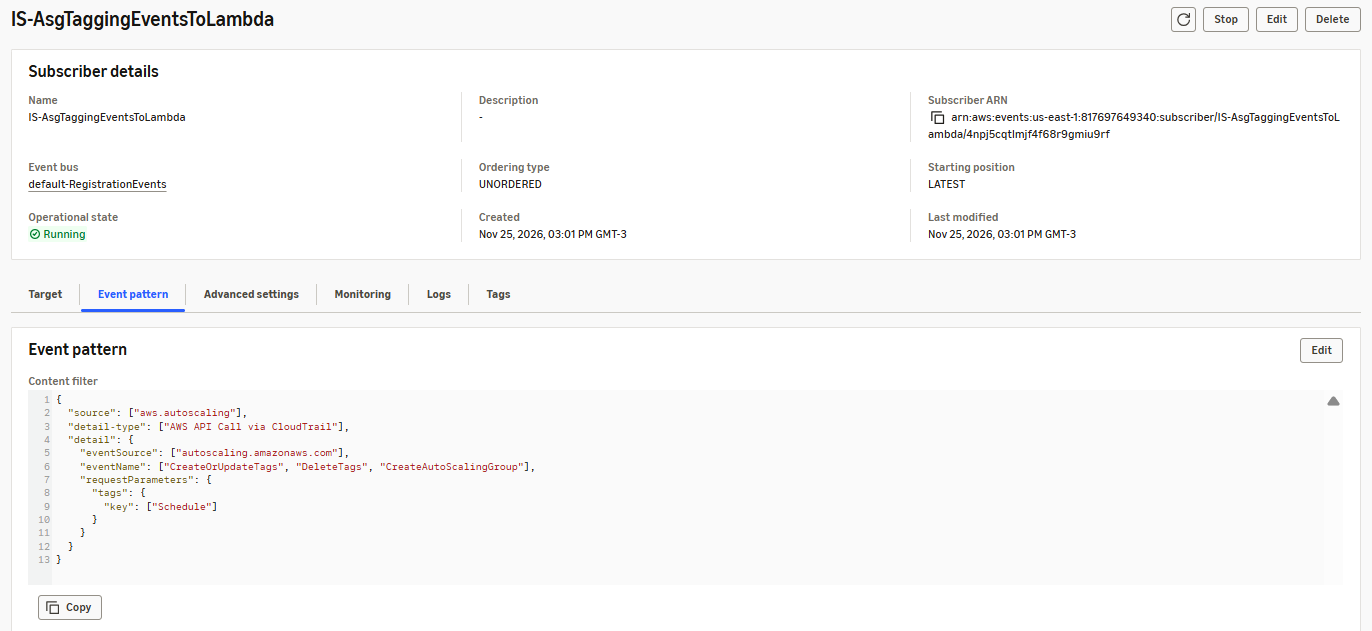 IS-AsgTaggingEventsToLambda
Stop
Edit
Delete
Subscriber details
Name
IS-AsgTaggingEventsToLambda
Description
-
Subscriber ARN
arn:aws:events:us-east-1:817697649340:subscriber/IS-AsgTaggingEventsToL
ambda/4npj5cqtlmjf4f68r9gmiu9rf
Event bus
default-RegistrationEvents
Ordering type
UNORDERED
Starting position
LATEST
Operational state
Running
Created
Nov 25, 2026, 03:01 PM GMT-3
Last modified
Nov 25, 2026, 03:01 PM GMT-3
Target
Event pattern
Advanced settings
Monitoring
Logs
Tags
Event pattern
Edit
Content filter
1 {
2 "source": ["aws.autoscaling"],
3 "detail-type": ["AWS API Call via CloudTrail"],
4 "detail": {
5 "eventSource": ["autoscaling.amazonaws.com"],
6 "eventName": ["CreateOrUpdateTags", "DeleteTags", "CreateAutoScalingGroup"],
7 "requestParameters": {
8 "tags": {
9 "key": ["Schedule"]
10 }
11 }
12 }
13 }
Copy